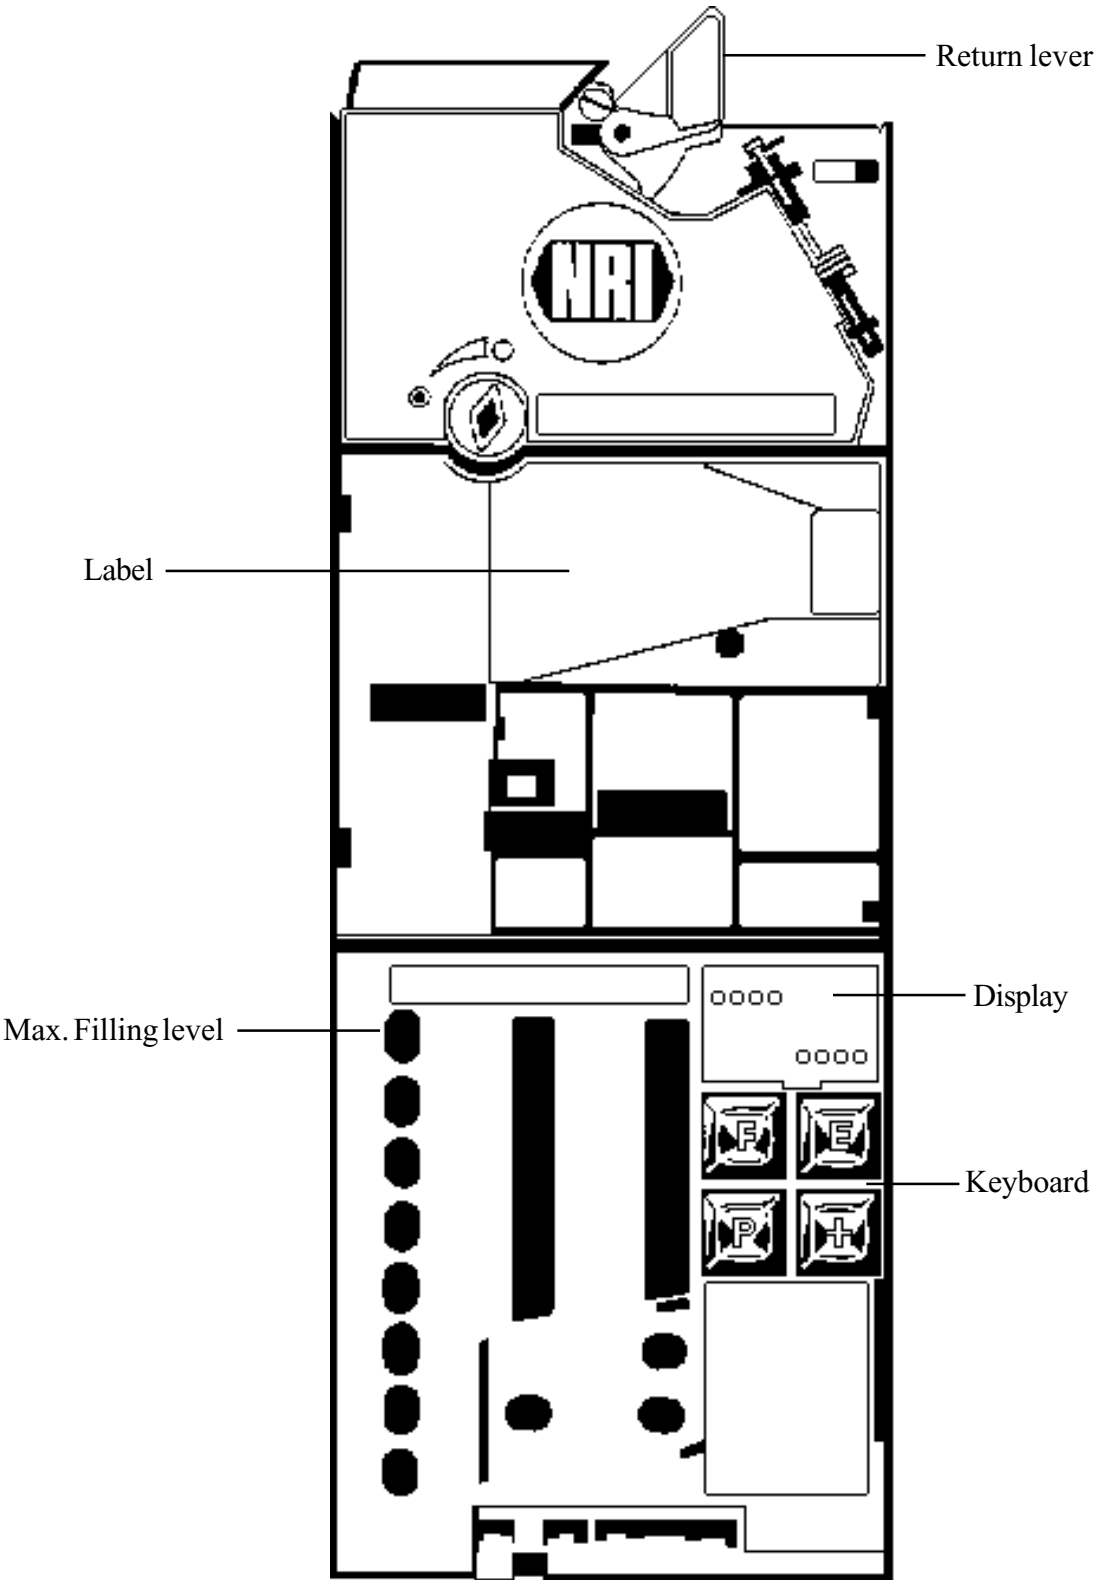 Return lever
NRI
Label
Display
Max. Filling level
F E
Keyboard
P +